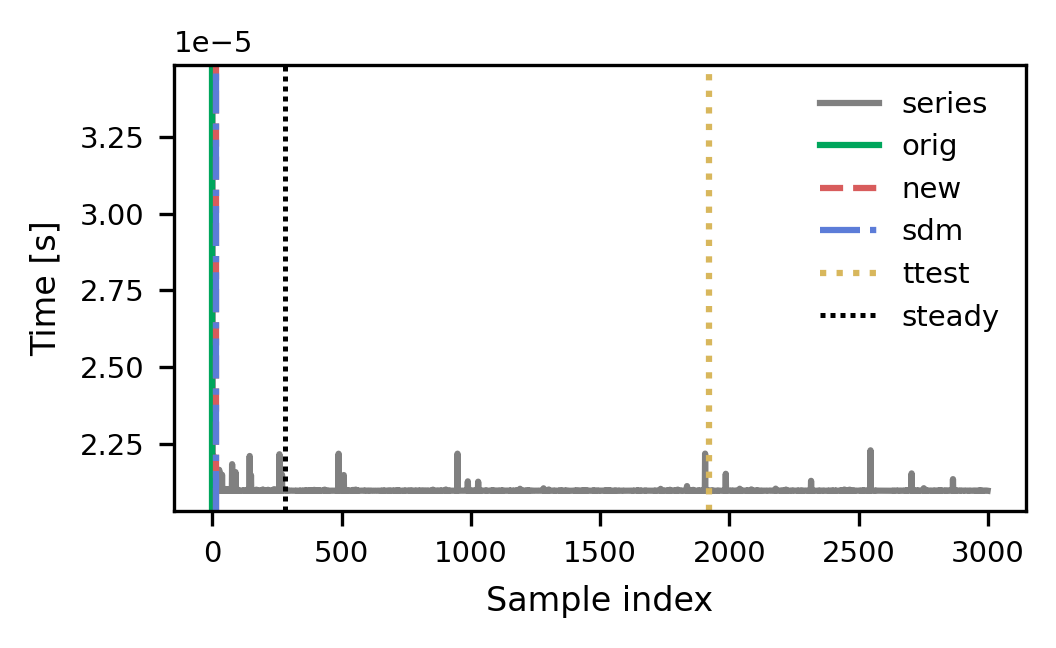 1e−5
3.25
3.00
2.75
2.50
2.25
Time [s]
series
orig
new
sdm
ttest
steady
0 500 1000 1500 2000 2500 3000
Sample index